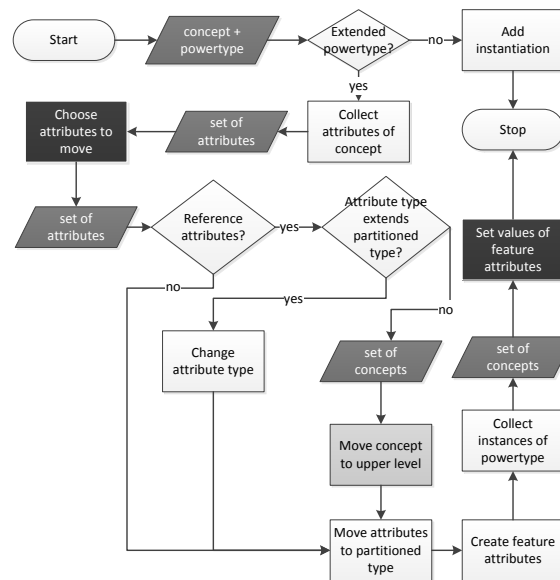 Start
concept +
powertype
Extended
powertype?
no
Add
instantiation
yes
Choose
attributes to
move
set of
attributes
Collect
attributes of
concept
Stop
set of
attributes
Reference
attributes?
yes
Attribute type
extends
partitioned
type?
Set values of
feature
attributes
no
yes
no
Change
attribute type
set of
concepts
set of
concepts
Move concept
to upper level
Collect
instances of
powertype
Move attributes
to partitioned
type
Create feature
attributes